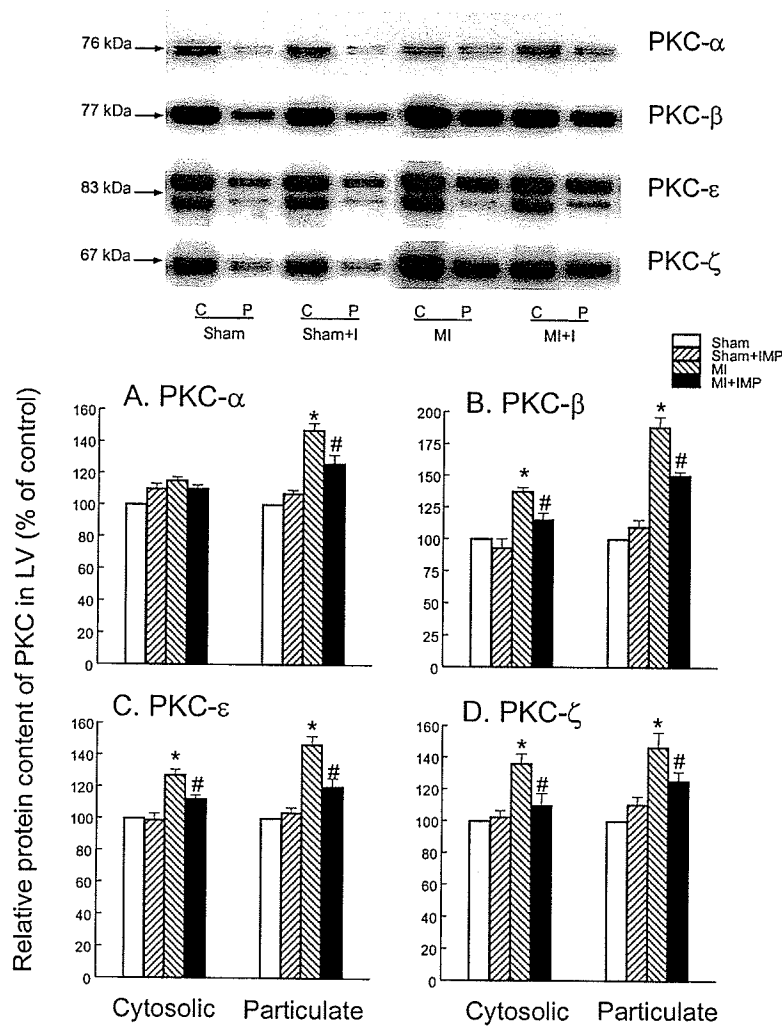 76 kDa PKC-α
77 kDa PKC-β
83 kDa PKC-ε
67 kDa PKC-ζ
C P C P C P C P
Sham Sham+I MI MI+I
Sham
Sham+IMP
MI
MI+IMP
Relative protein content of PKC in LV (% of control)
A. PKC-α
160
140
120
100
80
60
40
20
0
*
#
B. PKC-β
200
175
150
125
100
75
50
25
0
*
#
*
#
C. PKC-ε
160
140
120
100
80
60
40
20
0
*
#
*
#
Cytosolic Particulate
D. PKC-ζ
160
140
120
100
80
60
40
20
0
*
#
*
#
Cytosolic Particulate